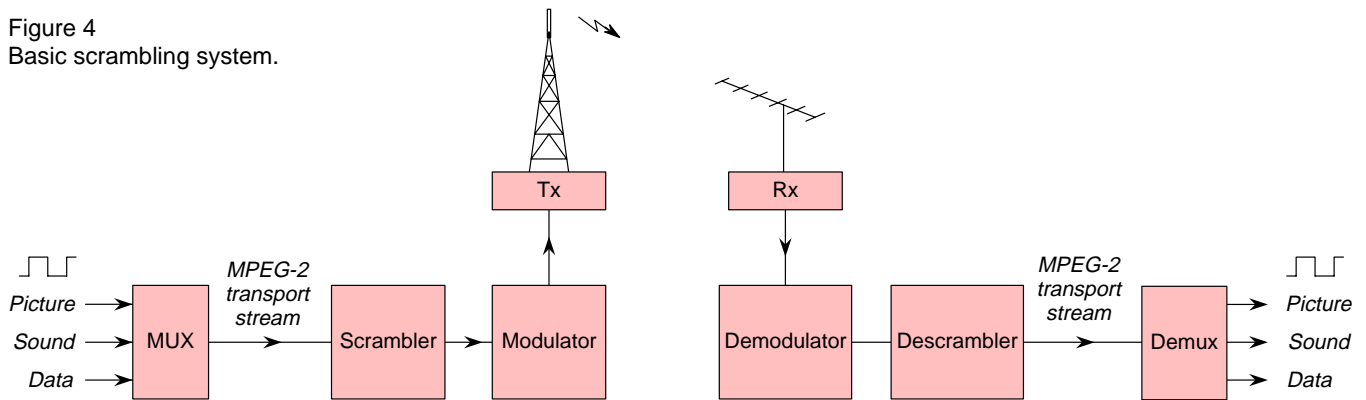 Figure 4
Basic scrambling system.
Tx
Rx
MPEG-2
transport
stream
Picture
Sound
Data
MUX
Scrambler
Modulator
Demodulator
Descrambler
MPEG-2
transport
stream
Demux
Picture
Sound
Data